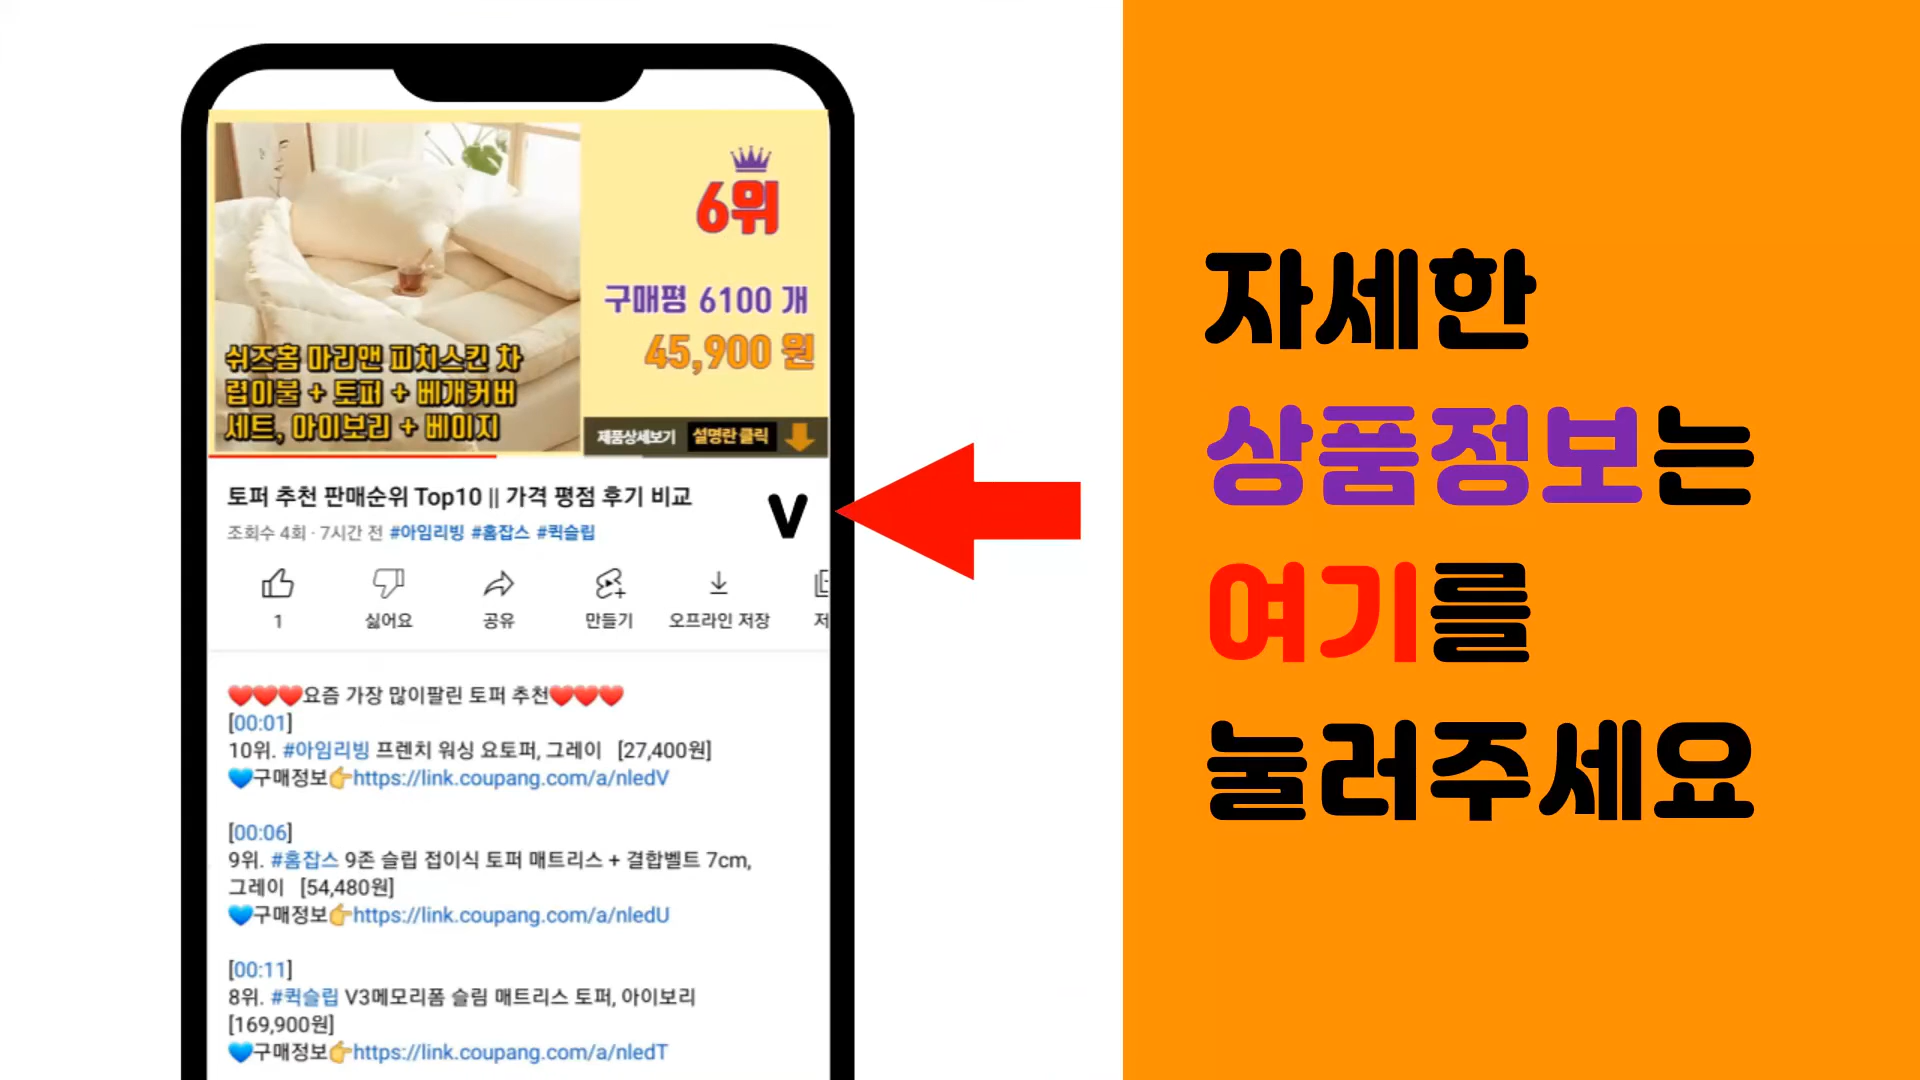 6위
구매평 6100 개
45,900 원
쉬즈홈 마리앤 피치스킨 차
렵이불 + 토퍼 + 베개커버
세트, 아이보리 + 베이지
제품상세보기 설명란 클릭
토퍼 추천 판매순위 Top10 || 가격 평점 후기 비교
V
조회수 4회 · 7시간 전 #아임리빙 #홈잡스 #퀵슬립
1 싫어요 공유 만들기 오프라인 저장 저
❤️❤️❤️요즘 가장 많이팔린 토퍼 추천❤️❤️❤️
[00:01]
10위. #아임리빙 프렌치 워싱 요토퍼, 그레이 [27,400원]
💙구매정보👉https://link.coupang.com/a/nledV
[00:06]
9위. #홈잡스 9존 슬립 접이식 토퍼 매트리스 + 결합벨트 7cm,
그레이 [54,480원]
💙구매정보👉https://link.coupang.com/a/nledU
[00:11]
8위. #퀵슬립 V3메모리폼 슬림 매트리스 토퍼, 아이보리
[169,900원]
💙구매정보👉https://link.coupang.com/a/nledT
자세한
상품정보는
여기를
눌러주세요